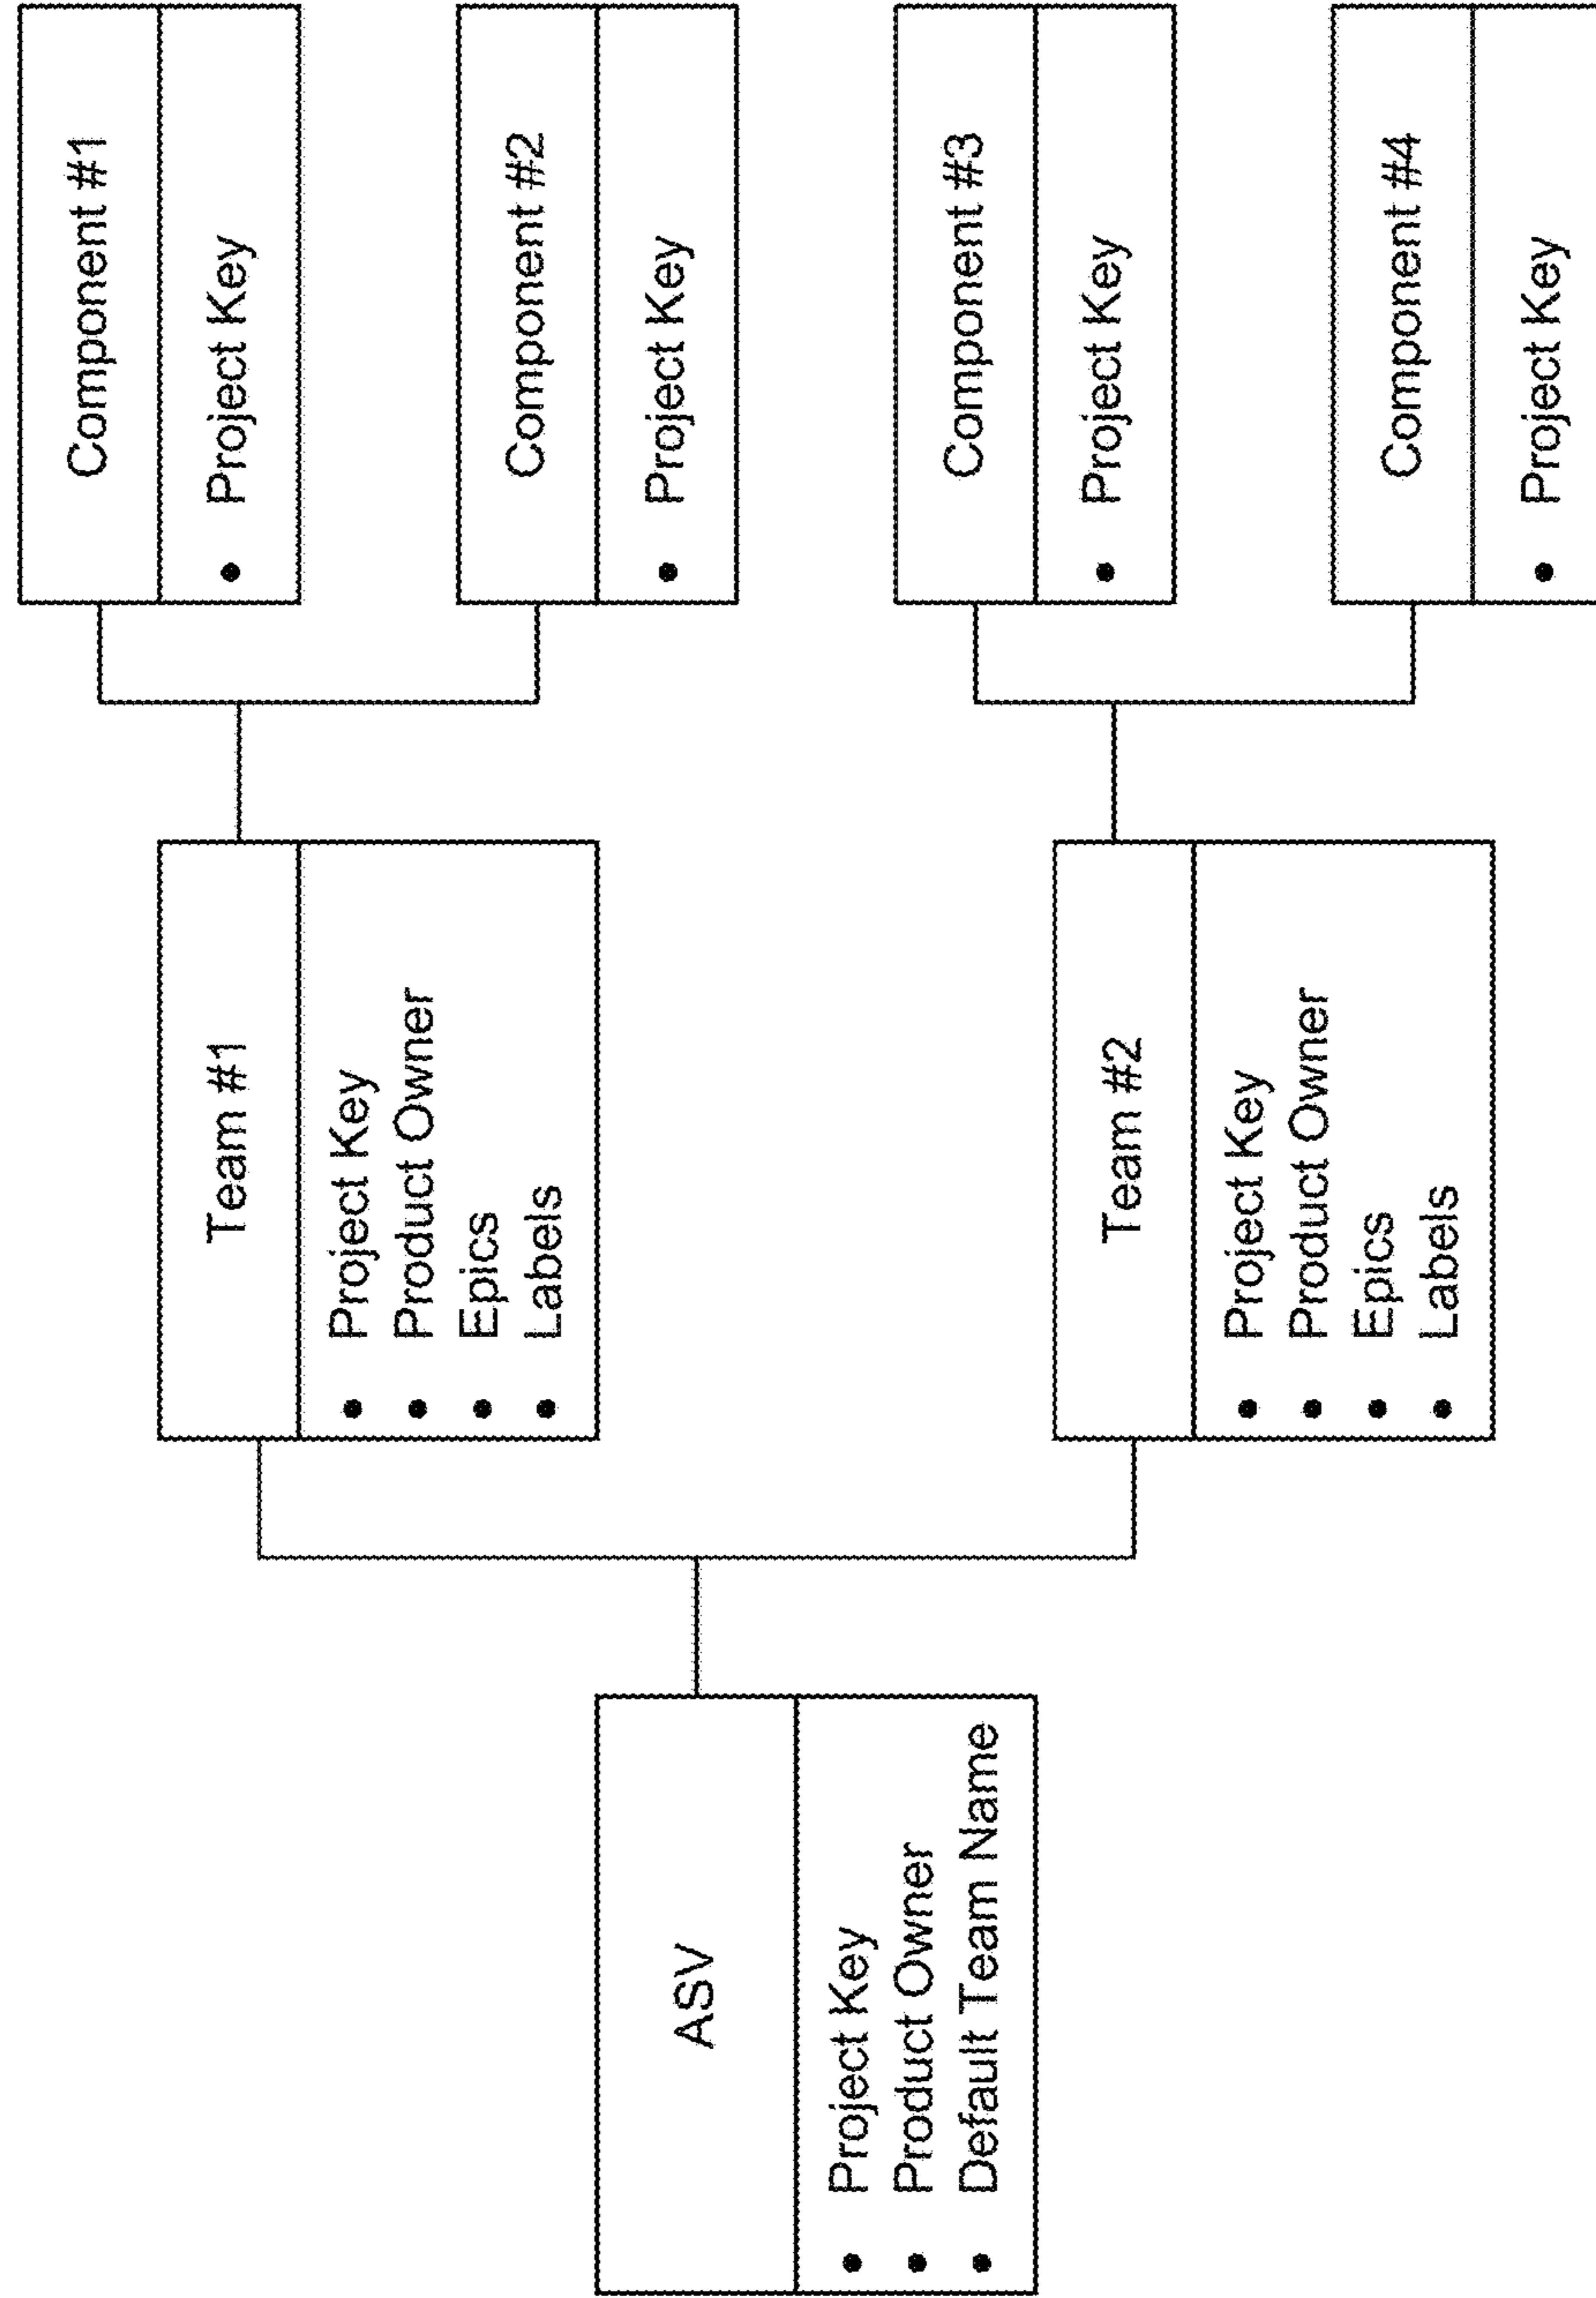 ASV
• Project Key
• Product Owner
• Default Team Name
Team #1
• Project Key
• Product Owner
• Epics
• Labels
Team #2
• Project Key
• Product Owner
• Epics
• Labels
Component #1
• Project Key
Component #2
• Project Key
Component #3
• Project Key
Component #4
• Project Key